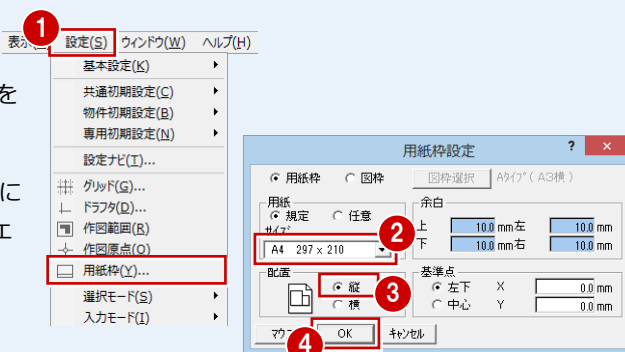 1
設定(S) ウィンドウ(W) ヘルプ(H)
基本設定(K)
を
共通初期設定(C)
物件初期設定(B)
専用初期設定(N)
設定ナビ(T)...
に
グリッド(G)...
ドラフタ(D)...
作図範囲(R)
作図原点(O)
用紙枠(Y)...
選択モード(S)
入力モード(I)
用紙枠設定 ? ×
用紙枠 図枠 図枠選択 Aタイプ(A3横)
用紙 余白
規定 任意
サイズ 2 上 10.0 mm 左 10.0 mm
A4 297 × 210 下 10.0 mm 右 10.0 mm
配置 基準点
縦 3 左下 X 0.0 mm
横 中心 Y 0.0 mm
4 OK キャンセル